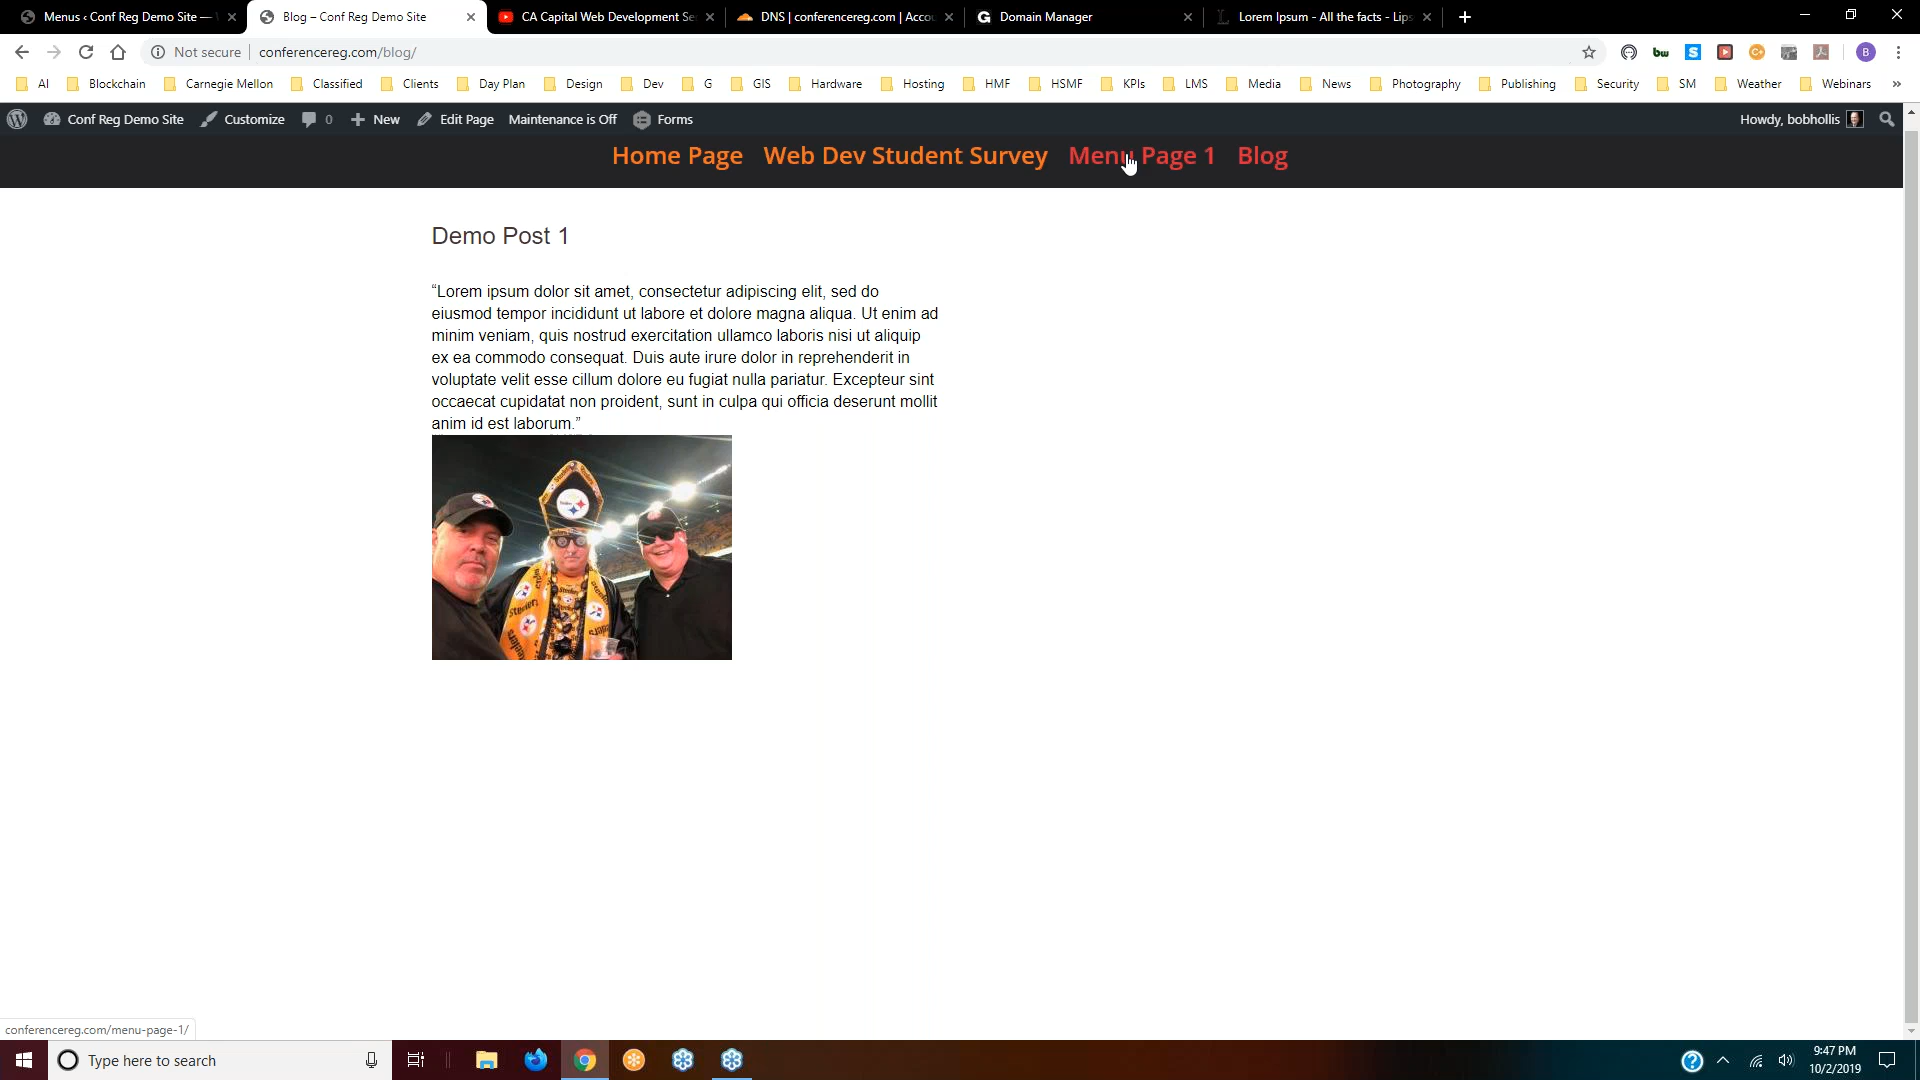 Menus ‹ Conf Reg Demo Site —
Blog – Conf Reg Demo Site
CA Capital Web Development Se
DNS | conferencereg.com | Accou
Domain Manager
Lorem Ipsum - All the facts - Lips
Not secure
conferencereg.com/blog/
AI
Blockchain
Carnegie Mellon
Classified
Clients
Day Plan
Design
Dev
G
GIS
Hardware
Hosting
HMF
HSMF
KPIs
LMS
Media
News
Photography
Publishing
Security
SM
Weather
Webinars
Conf Reg Demo Site
Customize
0
New
Edit Page
Maintenance is Off
Forms
Howdy, bobhollis
Home Page
Web Dev Student Survey
Menu Page 1
Blog
Demo Post 1
“Lorem ipsum dolor sit amet, consectetur adipiscing elit, sed do
eiusmod tempor incididunt ut labore et dolore magna aliqua. Ut enim ad
minim veniam, quis nostrud exercitation ullamco laboris nisi ut aliquip
ex ea commodo consequat. Duis aute irure dolor in reprehenderit in
voluptate velit esse cillum dolore eu fugiat nulla pariatur. Excepteur sint
occaecat cupidatat non proident, sunt in culpa qui officia deserunt mollit
anim id est laborum.”
Steelers
Steelers
conferencereg.com/menu-page-1/
Type here to search
9:47 PM
10/2/2019